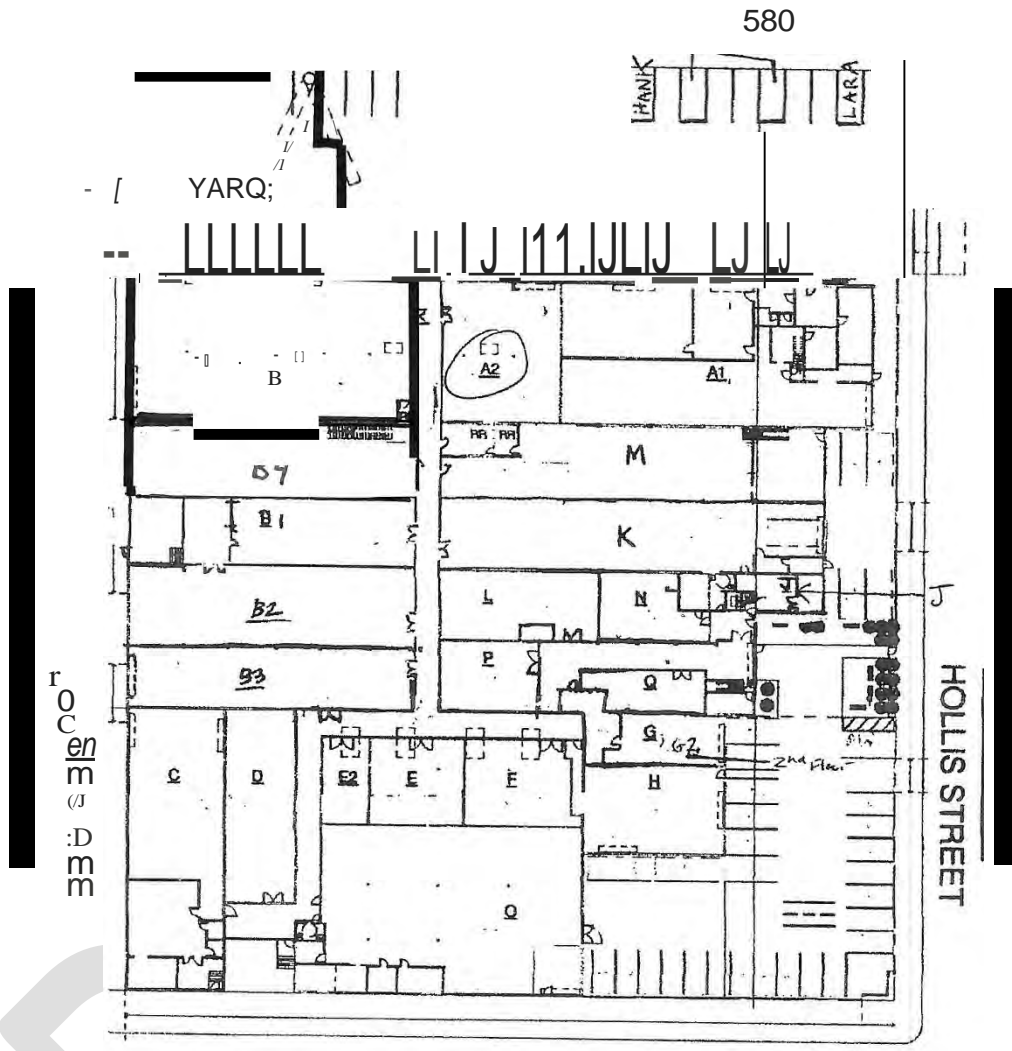 580
HANK
LARA
YARQ;
B
A2
A1
RR RR
M
B1
K
L
N
J
B2
P
B3
Q
G, G2
2nd Floor
C
D
E2
E
F
H
O
HOLLIS STREET